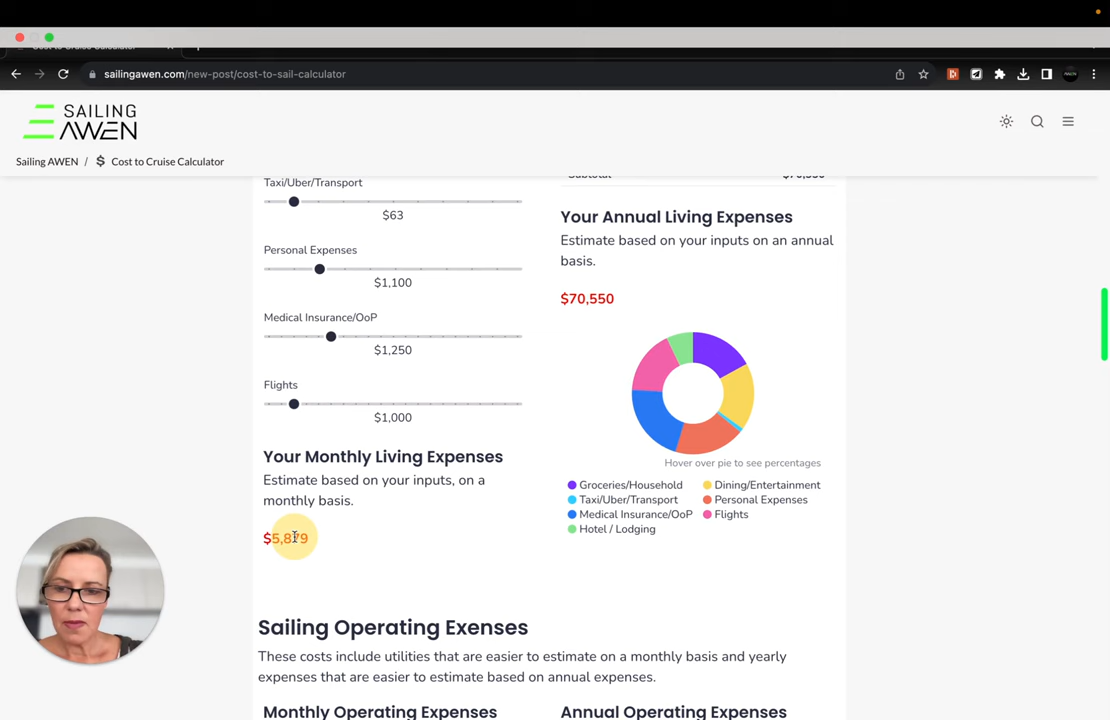 sailingawen.com/new-post/cost-to-sail-calculator
SAILING
AWEN
Sailing AWEN / $ Cost to Cruise Calculator
Taxi/Uber/Transport
$63
Personal Expenses
$1,100
Medical Insurance/OoP
$1,250
Flights
$1,000
Your Monthly Living Expenses
Estimate based on your inputs, on a
monthly basis.
$5,879
Your Annual Living Expenses
Estimate based on your inputs on an annual
basis.
$70,550
Hover over pie to see percentages
Groceries/Household
Dining/Entertainment
Taxi/Uber/Transport
Personal Expenses
Medical Insurance/OoP
Flights
Hotel / Lodging
Sailing Operating Exenses
These costs include utilities that are easier to estimate on a monthly basis and yearly
expenses that are easier to estimate based on annual expenses.
Monthly Operating Expenses
Annual Operating Expenses